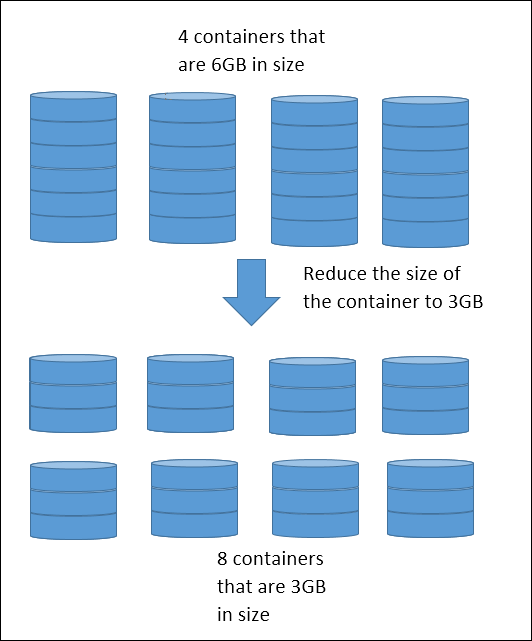 4 containers that
are 6GB in size
Reduce the size of
the container to 3GB
8 containers
that are 3GB
in size